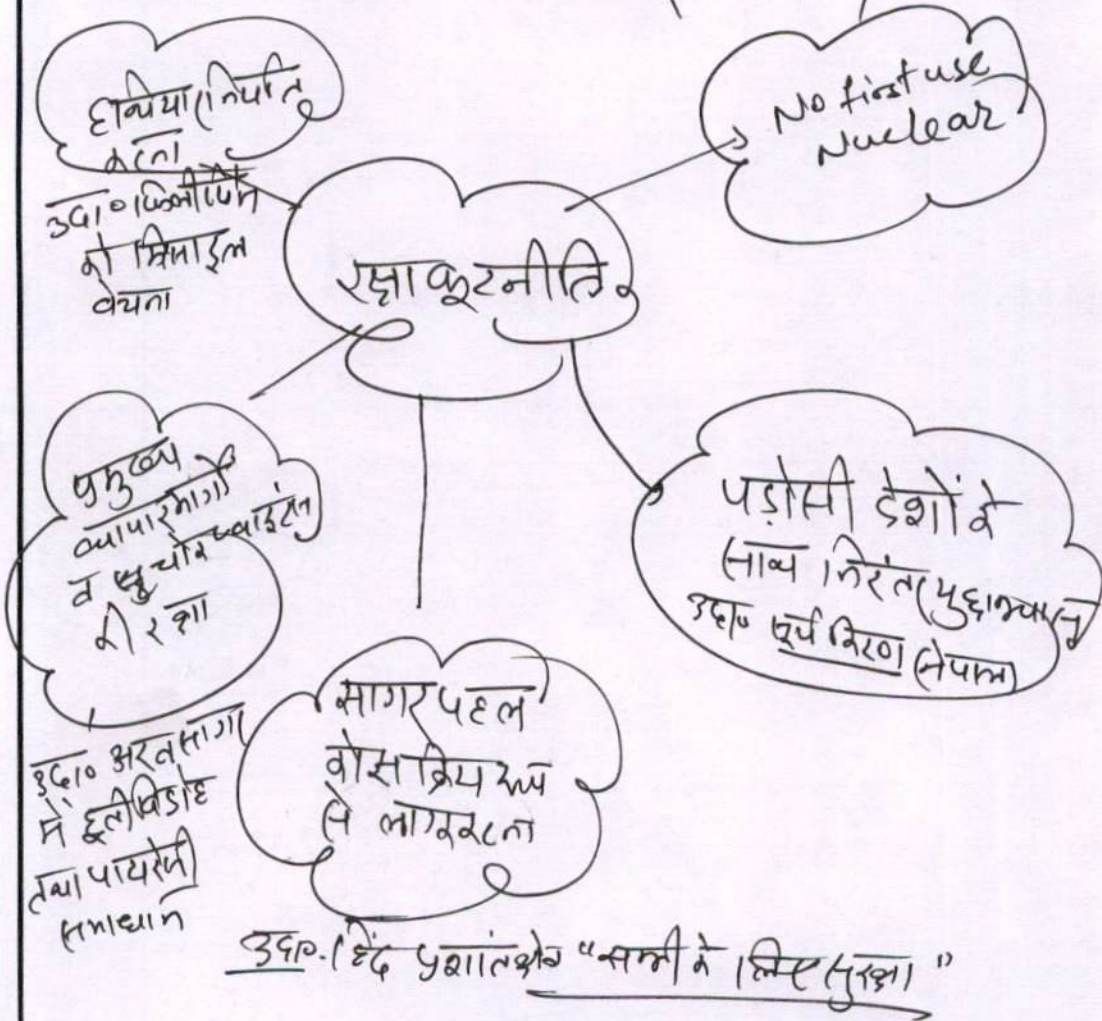 हथियार निर्यात
करना
उदा० फिलीपींस
को मिसाइल
बेचना
No first use
Nuclear
रक्षा कूटनीति
प्रमुख
व्यापार मार्गों
व चोक प्वाइंट्स
की रक्षा
उदा० अरब सागर
में हूती विद्रोह
तथा पायरेसी
समाधान
सागर पहल
को सक्रिय रूप
से लागू करना
उदा० हिंद प्रशांत क्षेत्र "सभी के लिए सुरक्षा"
पड़ोसी देशों के
साथ निरंतर युद्धाभ्यास
उदा० सूर्य किरण (नेपाल)